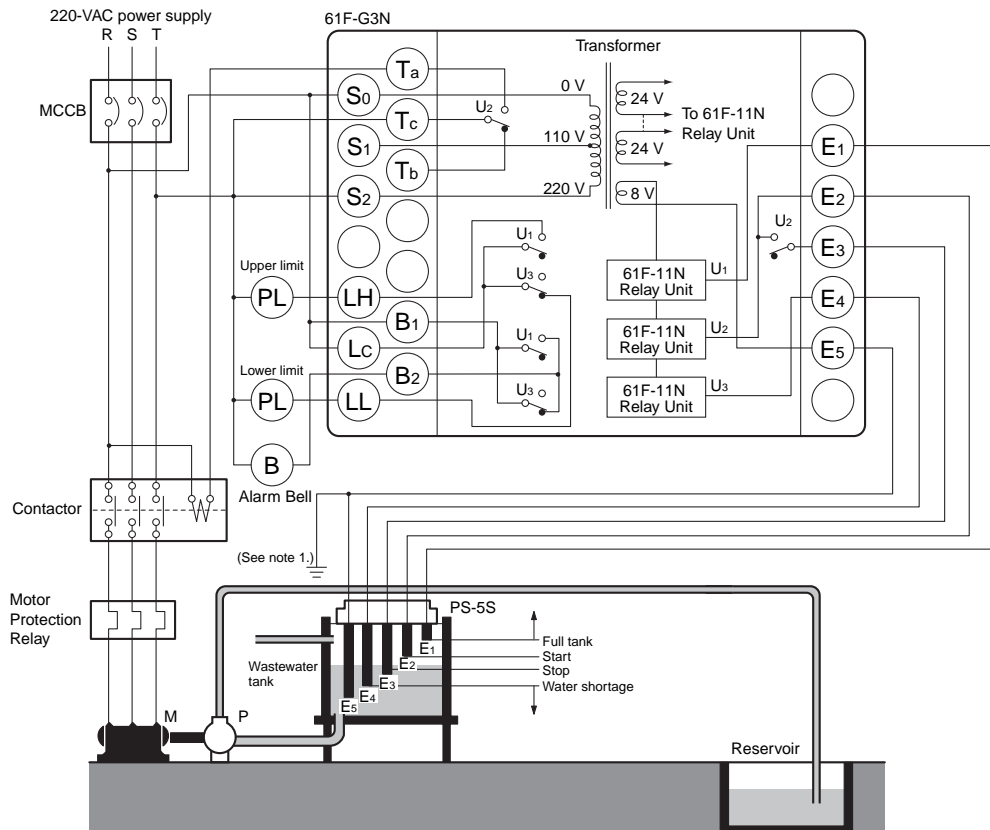 220-VAC power supply
R S T
61F-G3N
MCCB
Ta
S0
Tc
S1
Tb
S2
U2
Transformer
0 V
110 V
220 V
24 V
24 V
8 V
To 61F-11N
Relay Unit
E1
E2
U2
E3
E4
E5
Upper limit
PL
LH
B1
LC
B2
Lower limit
PL
LL
B
Alarm Bell
U1
U3
U1
U3
61F-11N
Relay Unit
U1
61F-11N
Relay Unit
U2
61F-11N
Relay Unit
U3
Contactor
(See note 1.)
Motor
Protection
Relay
PS-5S
Wastewater
tank
E1
E2
E3
E4
E5
Full tank
Start
Stop
Water shortage
M
P
Reservoir